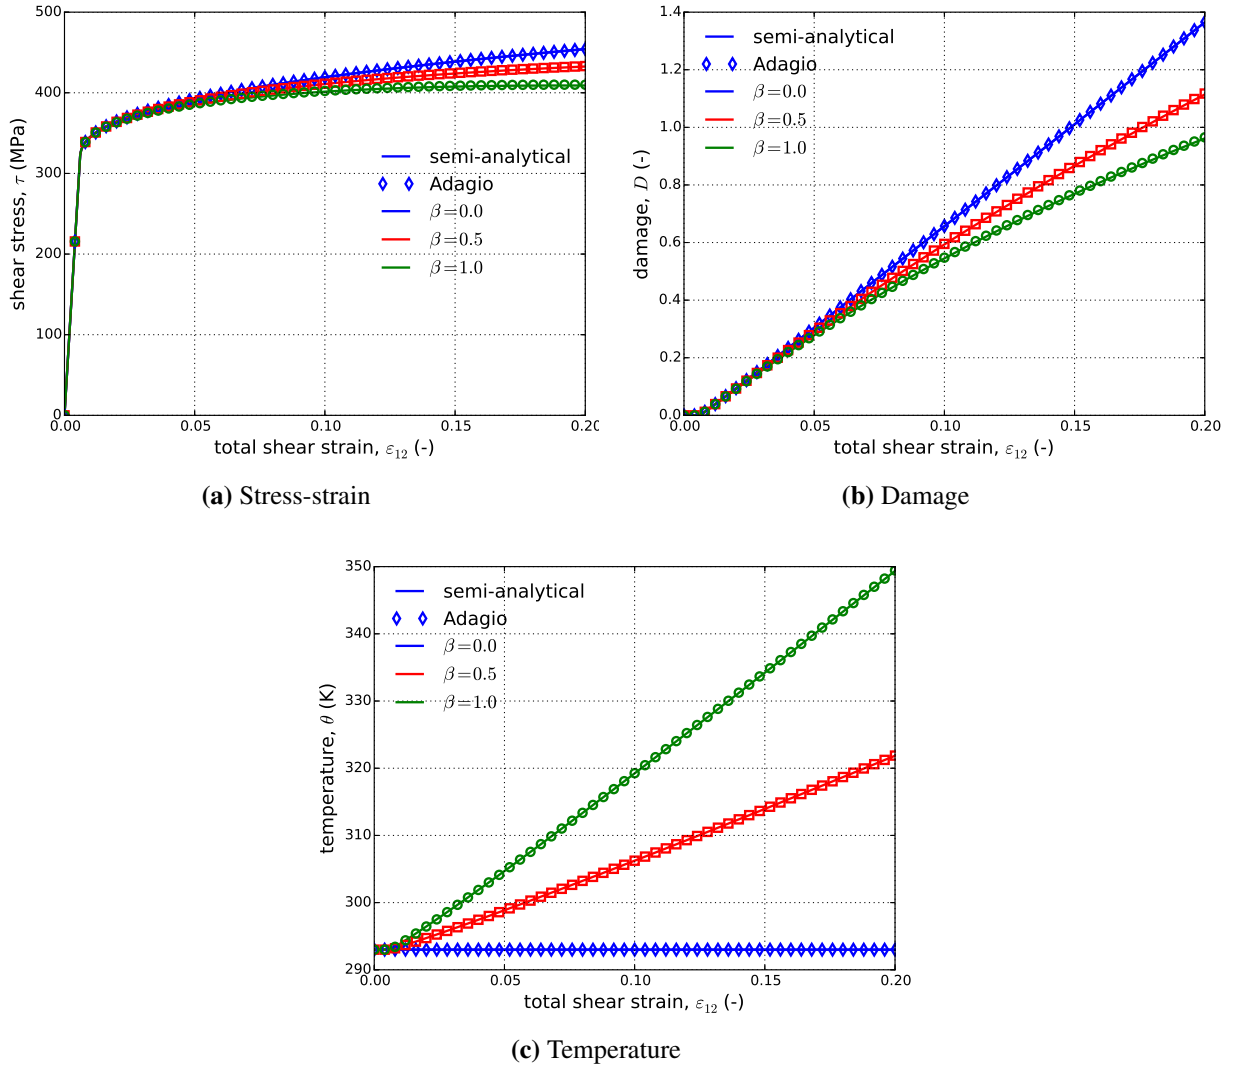 500
400
300
200
100
0
0.00 0.05 0.10 0.15 0.20
shear stress, τ (MPa)
total shear strain, ε₁₂ (-)
semi-analytical
Adagio
β=0.0
β=0.5
β=1.0
(a) Stress-strain
1.4
1.2
1.0
0.8
0.6
0.4
0.2
0.0
0.00 0.05 0.10 0.15 0.20
damage, D (-)
total shear strain, ε₁₂ (-)
semi-analytical
Adagio
β=0.0
β=0.5
β=1.0
(b) Damage
350
340
330
320
310
300
290
0.00 0.05 0.10 0.15 0.20
temperature, θ (K)
total shear strain, ε₁₂ (-)
semi-analytical
Adagio
β=0.0
β=0.5
β=1.0
(c) Temperature